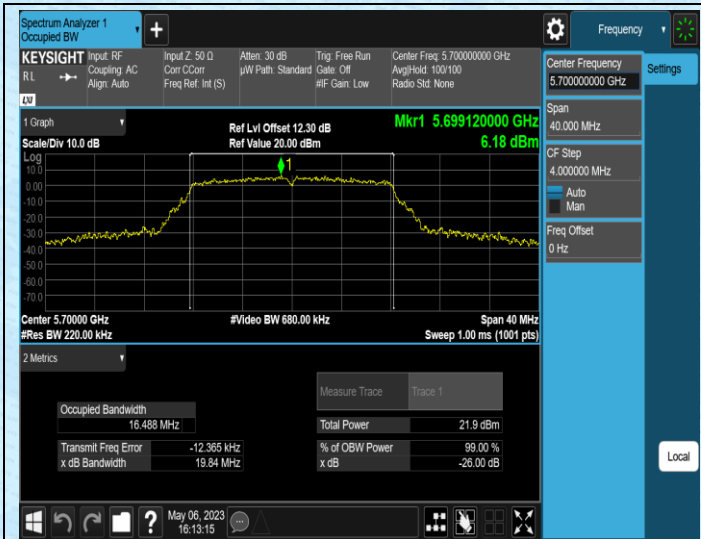 Spectrum Analyzer 1
Occupied BW
+
Frequency
KEYSIGHT
RL
LXI
Input: RF
Coupling: AC
Align: Auto
Input Z: 50 Ω
Corr CCorr
Freq Ref: Int (S)
Atten: 30 dB
µW Path: Standard
Trig: Free Run
Gate: Off
#IF Gain: Low
Center Freq: 5.700000000 GHz
Avg|Hold: 100/100
Radio Std: None
Center Frequency
5.700000000 GHz
Settings
Span
40.000 MHz
CF Step
4.000000 MHz
Auto
Man
Freq Offset
0 Hz
1 Graph
Scale/Div 10.0 dB
Ref Lvl Offset 12.30 dB
Ref Value 20.00 dBm
Mkr1 5.699120000 GHz
6.18 dBm
Log
10.0
0.00
-10.0
-20.0
-30.0
-40.0
-50.0
-60.0
-70.0
1
Center 5.70000 GHz
#Res BW 220.00 kHz
#Video BW 680.00 kHz
Span 40 MHz
Sweep 1.00 ms (1001 pts)
2 Metrics
Measure Trace Trace 1
Occupied Bandwidth
16.488 MHz
Total Power 21.9 dBm
Transmit Freq Error -12.365 kHz
% of OBW Power 99.00 %
x dB Bandwidth 19.84 MHz
x dB -26.00 dB
Local
?
May 06, 2023
16:13:15